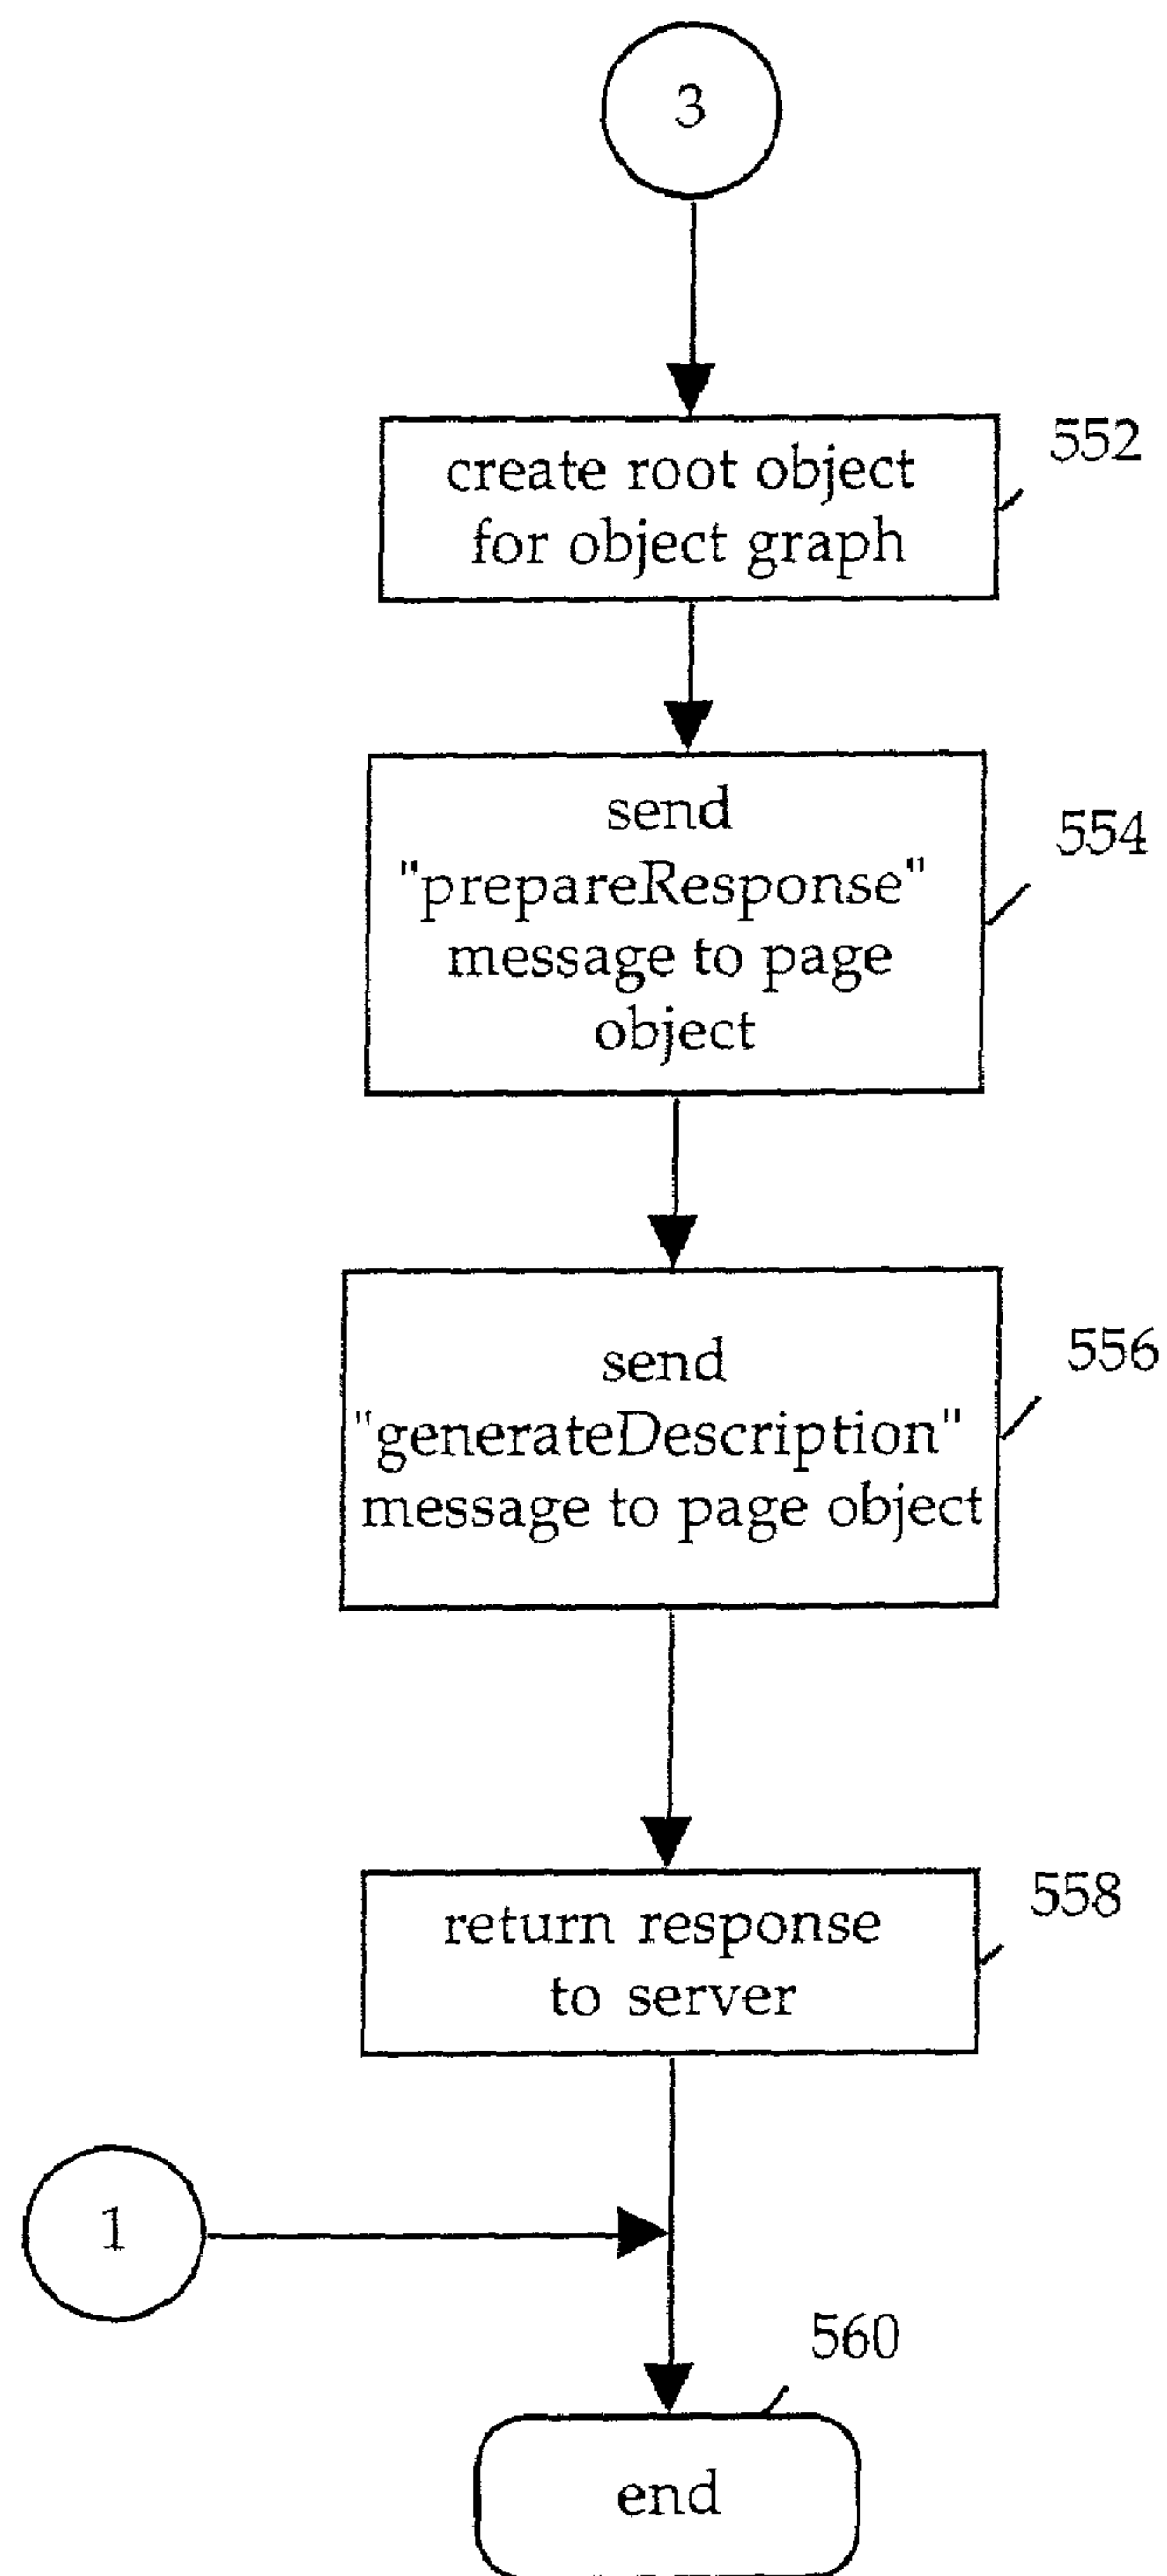 3
create root object
for object graph
552
send
"prepareResponse"
message to page
object
554
send
"generateDescription"
message to page object
556
return response
to server
558
1
560
end